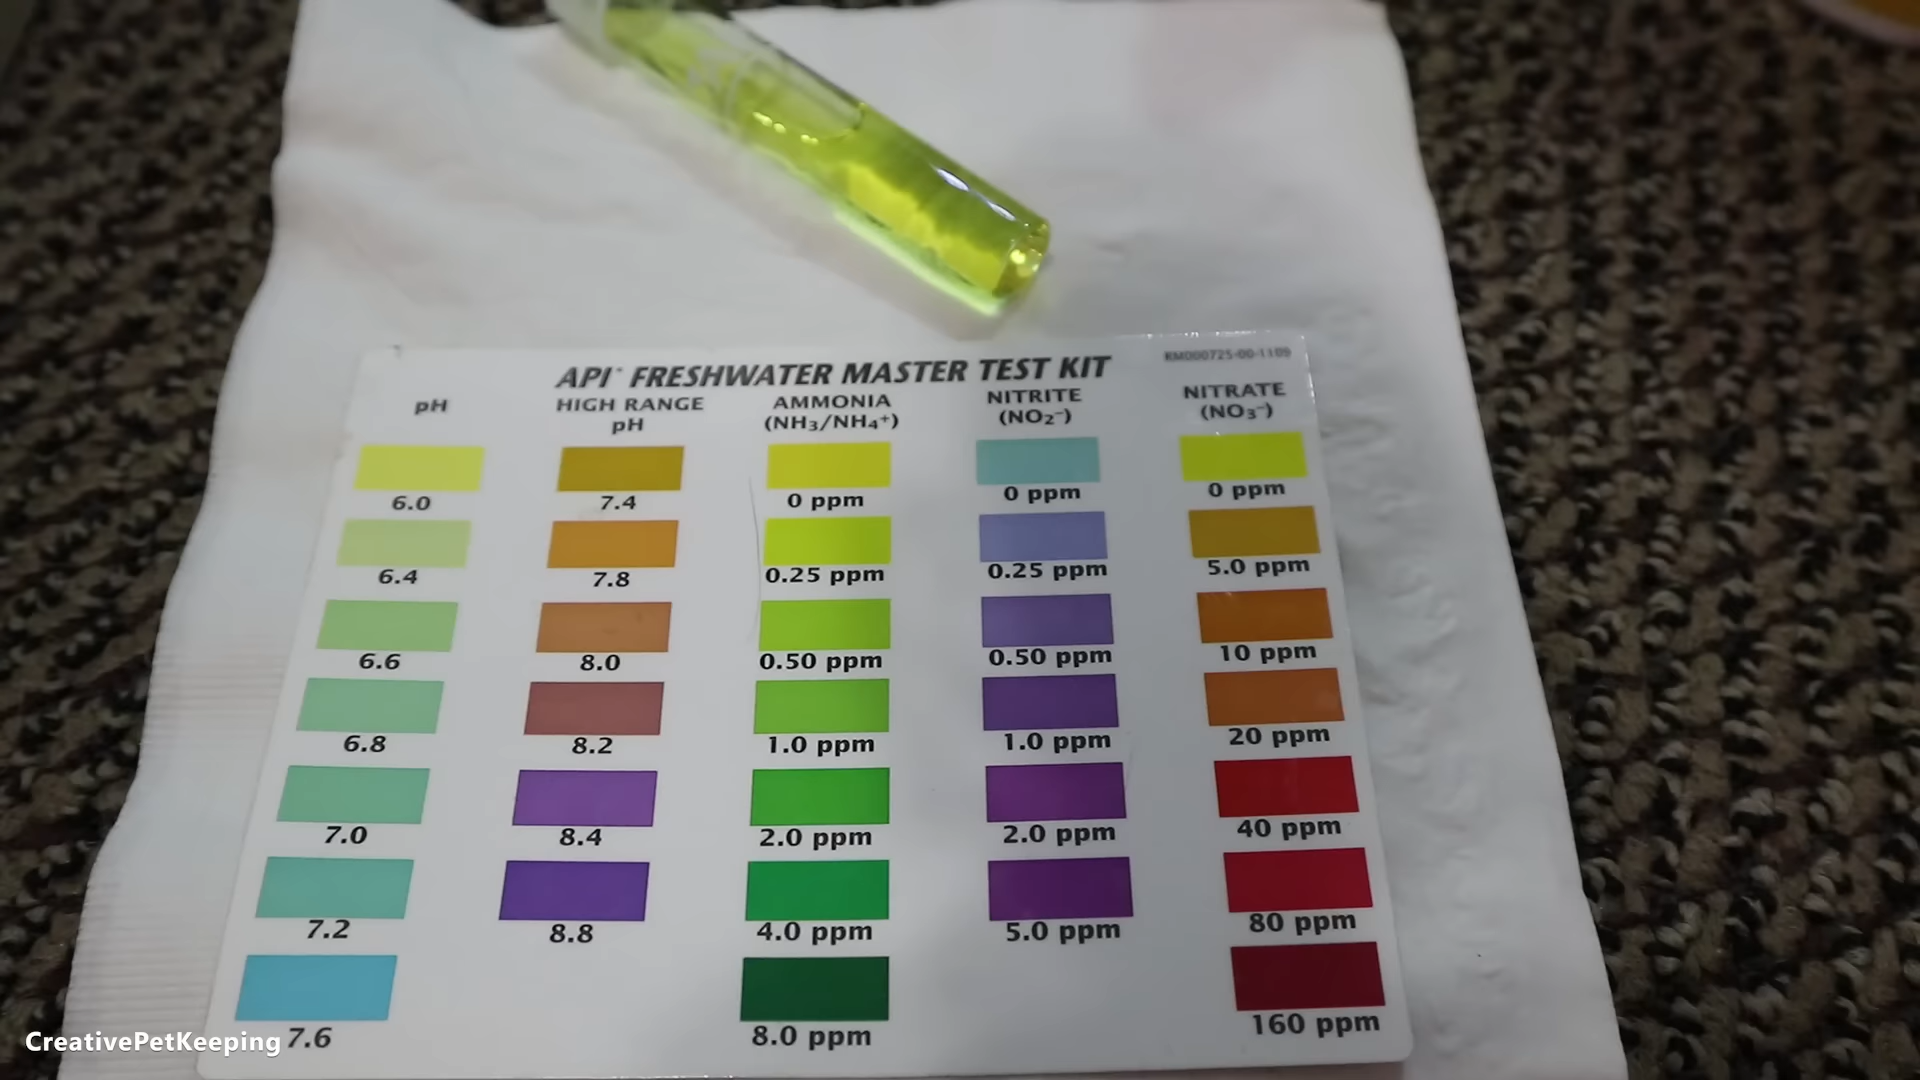 RM000725-00-1109
API FRESHWATER MASTER TEST KIT
pH
HIGH RANGE
pH
AMMONIA
(NH3/NH4+)
NITRITE
(NO2-)
NITRATE
(NO3-)
6.0
7.4
0 ppm
0 ppm
0 ppm
6.4
7.8
0.25 ppm
0.25 ppm
5.0 ppm
6.6
8.0
0.50 ppm
0.50 ppm
10 ppm
6.8
8.2
1.0 ppm
1.0 ppm
20 ppm
7.0
8.4
2.0 ppm
2.0 ppm
40 ppm
7.2
8.8
4.0 ppm
5.0 ppm
80 ppm
7.6
8.0 ppm
160 ppm
CreativePetKeeping